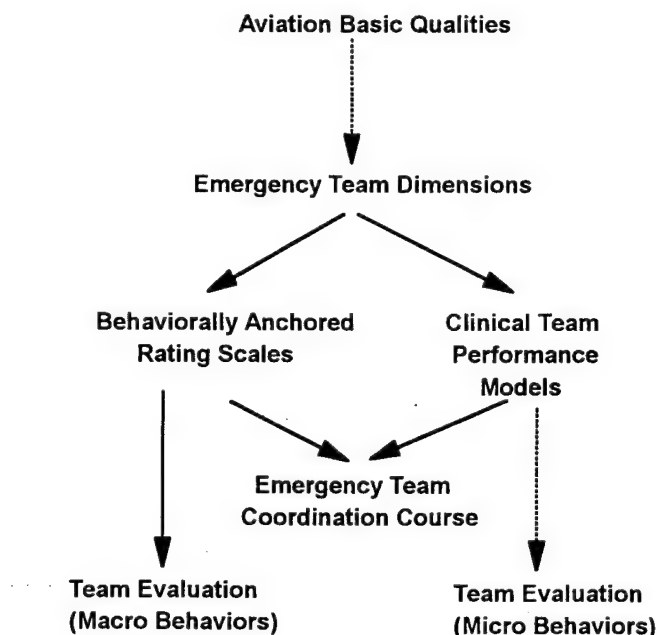 Aviation Basic Qualities
Emergency Team Dimensions
Behaviorally Anchored
Rating Scales
Clinical Team
Performance
Models
Emergency Team
Coordination Course
Team Evaluation
(Macro Behaviors)
Team Evaluation
(Micro Behaviors)